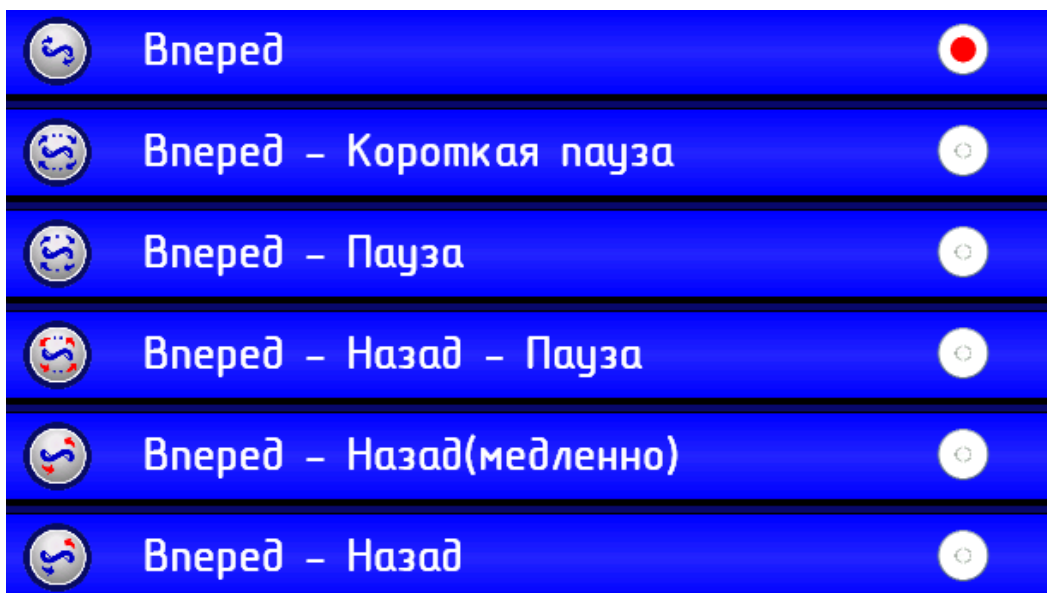 Вперед
Вперед - Короткая пауза
Вперед - Пауза
Вперед - Назад - Пауза
Вперед - Назад(медленно)
Вперед - Назад